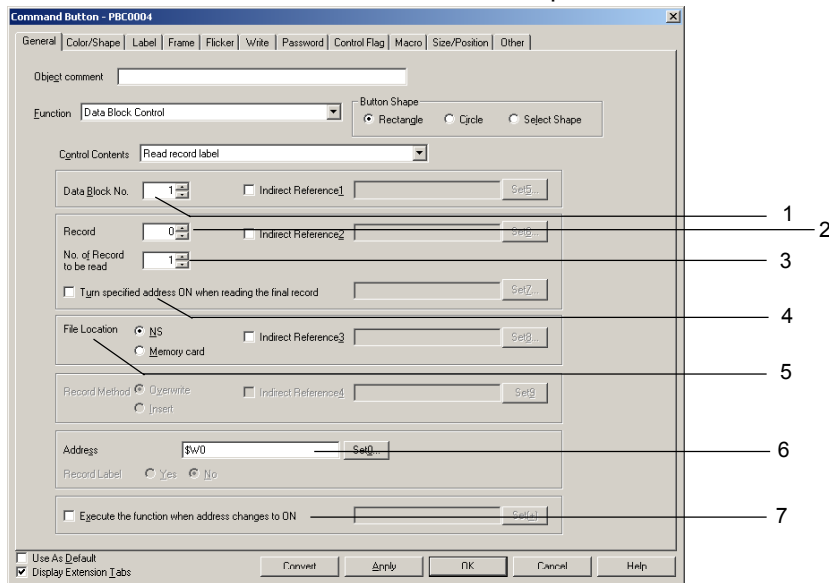 Command Button - PBC0004
General Color/Shape Label Frame Flicker Write Password Control Flag Macro Size/Position Other
Object comment
Function Data Block Control
Button Shape
Rectangle Circle Select Shape
Control Contents Read record label
Data Block No. 1 Indirect Reference1 Set5...
1
Record 0 Indirect Reference2 Set6...
2
No. of Record
to be read 1
3
Turn specified address ON when reading the final record Set7...
4
File Location NS Indirect Reference3 Set8...
Memory card
5
Record Method Overwrite Indirect Reference4 Set9
Insert
Address $W0 Set0...
6
Record Label Yes No
Execute the function when address changes to ON Set[+]
7
Use As Default
Display Extension Tabs
Convert Apply OK Cancel Help